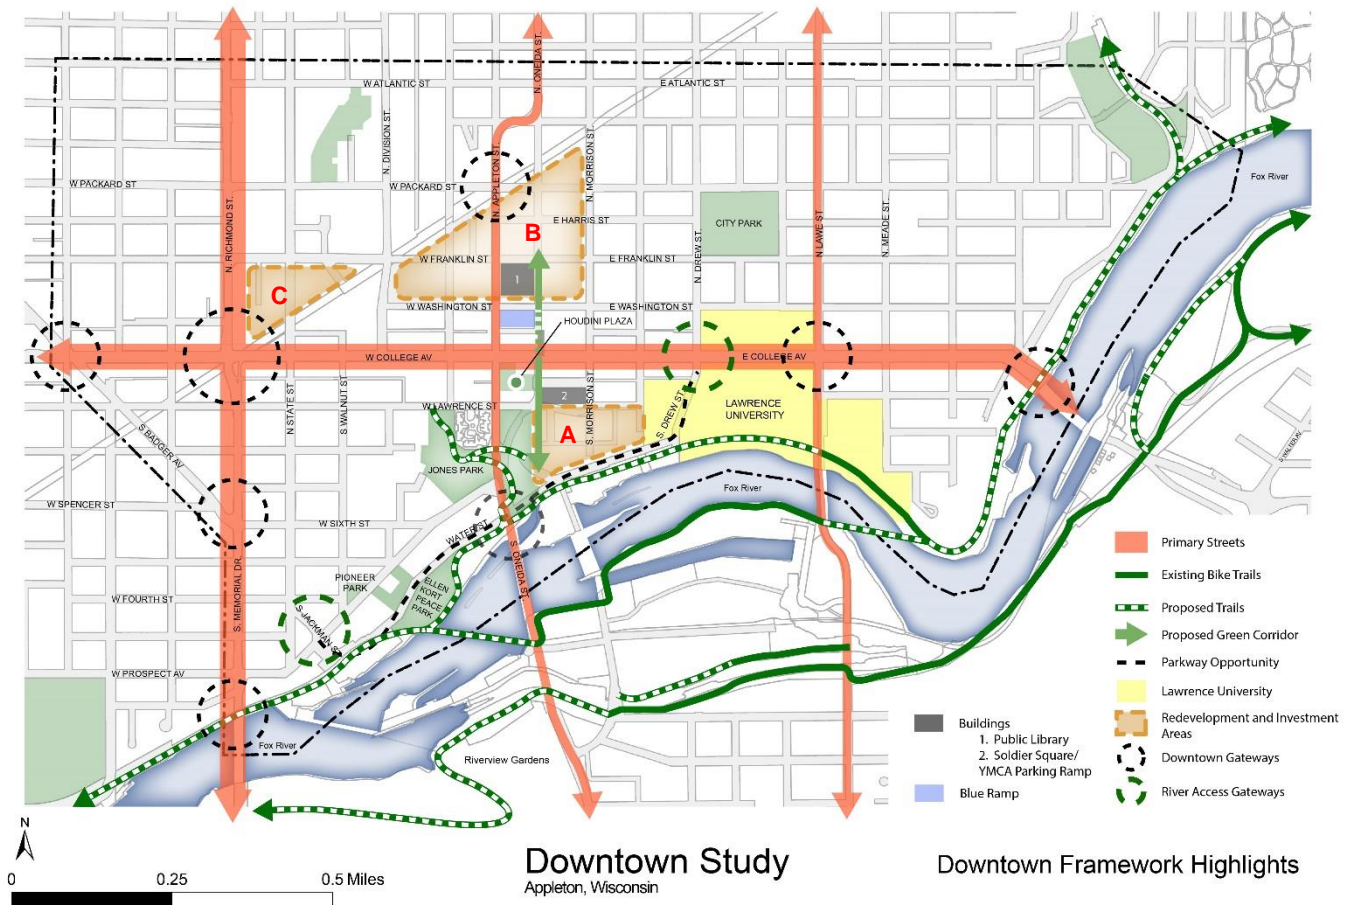 N. ONEIDA ST.
W ATLANTIC ST
E ATLANTIC ST
N. DIVISION ST.
N. APPLETON ST.
N. MORRISON ST.
W PACKARD ST
W PACKARD ST
Fox River
N. RICHMOND ST.
E HARRIS ST
CITY PARK
N. LAWE ST
N. MEADE ST.
B
N. DREW ST.
W FRANKLIN ST
E FRANKLIN ST
1
C
W WASHINGTON ST
E WASHINGTON ST
HOUDINI PLAZA
W COLLEGE AV
E COLLEGE AV
N STATE ST
S.WALNUT ST
S. MORRISON ST
2
W LAWRENCE ST
S. DREW ST.
LAWRENCE
UNIVERSITY
A
S. BADGER AV
JONES PARK
Fox River
W SPENCER ST
W SIXTH ST
WATER ST.
S. ONEIDA ST.
PIONEER
PARK
ELLEN
KORT
PEACE
PARK
W FOURTH ST
S. MEMORIAL DR.
S. JACKMAN ST
W PROSPECT AV
Fox River
Riverview Gardens
Primary Streets
Existing Bike Trails
Proposed Trails
Proposed Green Corridor
Parkway Opportunity
Lawrence University
Redevelopment and Investment
Areas
Downtown Gateways
River Access Gateways
Buildings
1. Public Library
2. Soldier Square/
YMCA Parking Ramp
Blue Ramp
N
0 0.25 0.5 Miles
Downtown Study
Appleton, Wisconsin
Downtown Framework Highlights